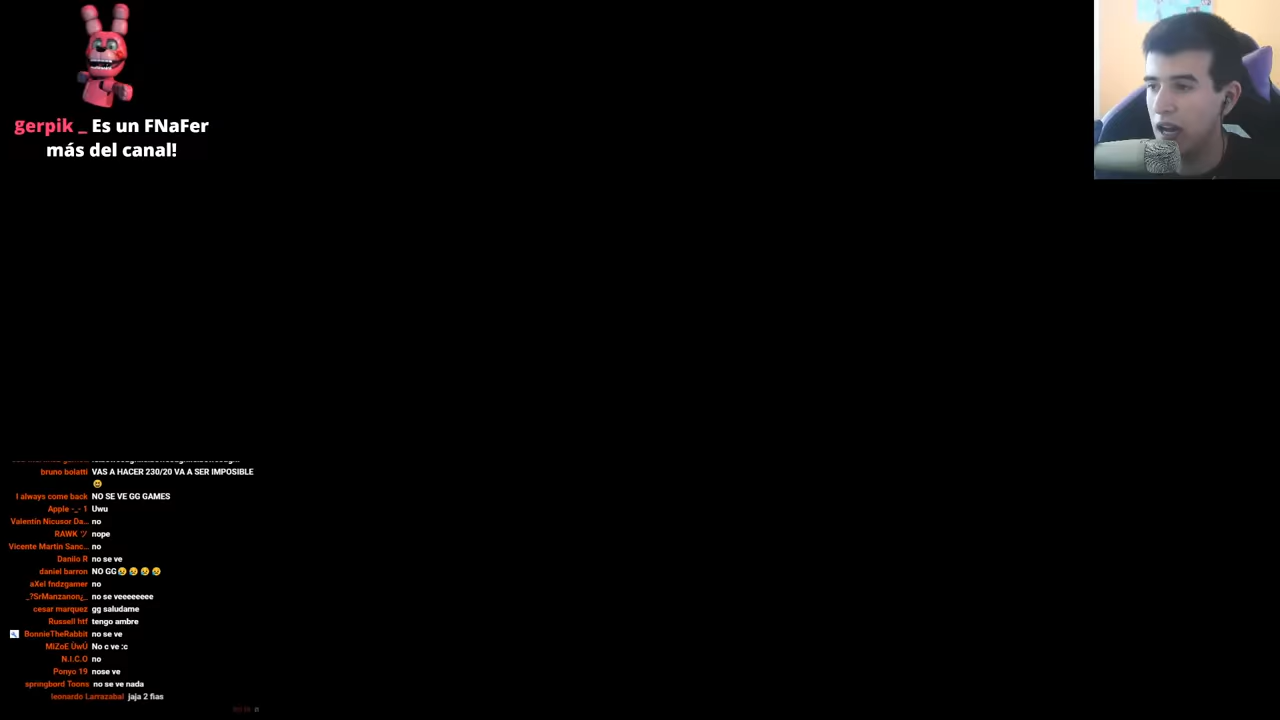 gerpik _ Es un FNaFer
más del canal!
bruno bolatti VAS A HACER 230/20 VA A SER IMPOSIBLE
😃
I always come back NO SE VE GG GAMES
Apple -_- 1 Uwu
Valentín Nicusor Da... no
RAWK ツ nope
Vicente Martin Sanc... no
Danilo R no se ve
daniel barron NO GG😢 😢 😢 😢
aXel fndzgamer no
_?SrManzanon¿_ no se veeeeeeee
cesar marquez gg saludame
Russell htf tengo ambre
BonnieTheRabbit no se ve
MIZoE ÙwÚ No c ve :c
N.I.C.O no
Ponyo 19 nose ve
springbord Toons no se ve nada
leonardo Larrazabal jaja 2 fias